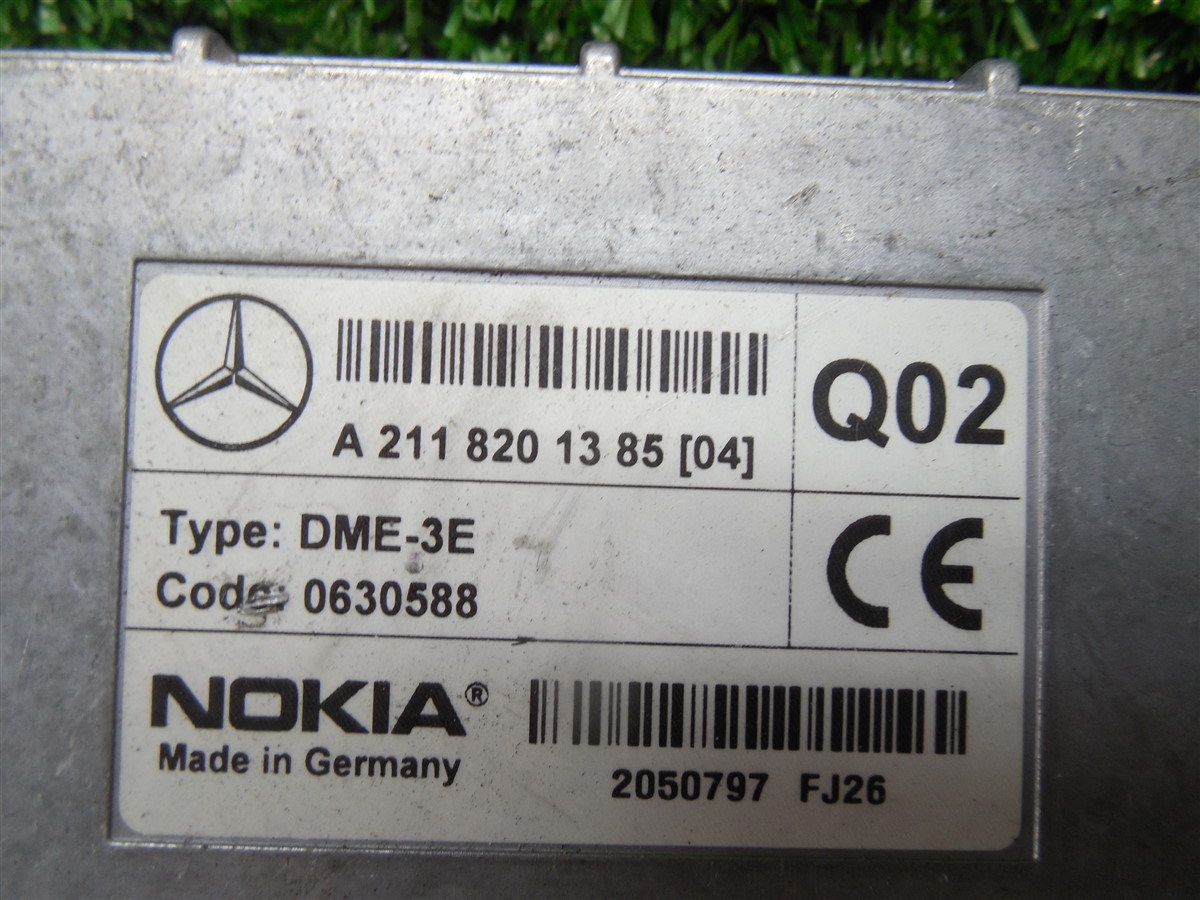 A 211 820 13 85 [04]
Q02
Type: DME-3E
Code: 0630588
CE
NOKIA®
Made in Germany
2050797 FJ26